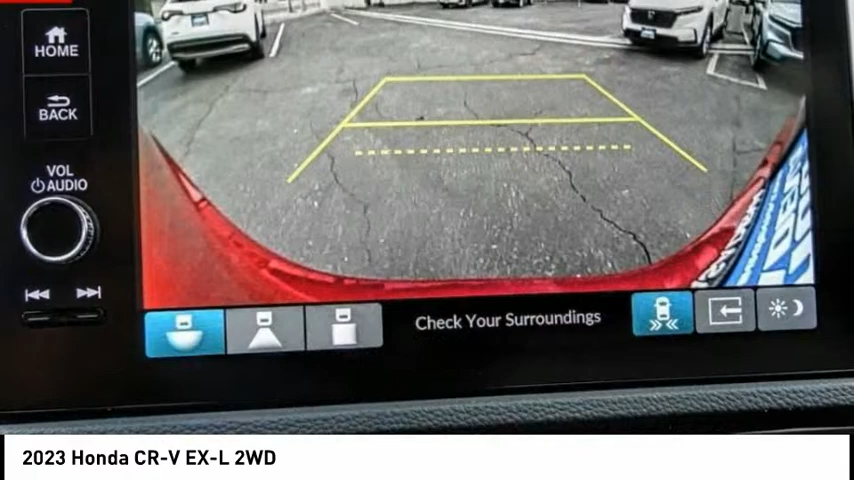 HOME
BACK
VOL
AUDIO
Check Your Surroundings
2023 Honda CR-V EX-L 2WD